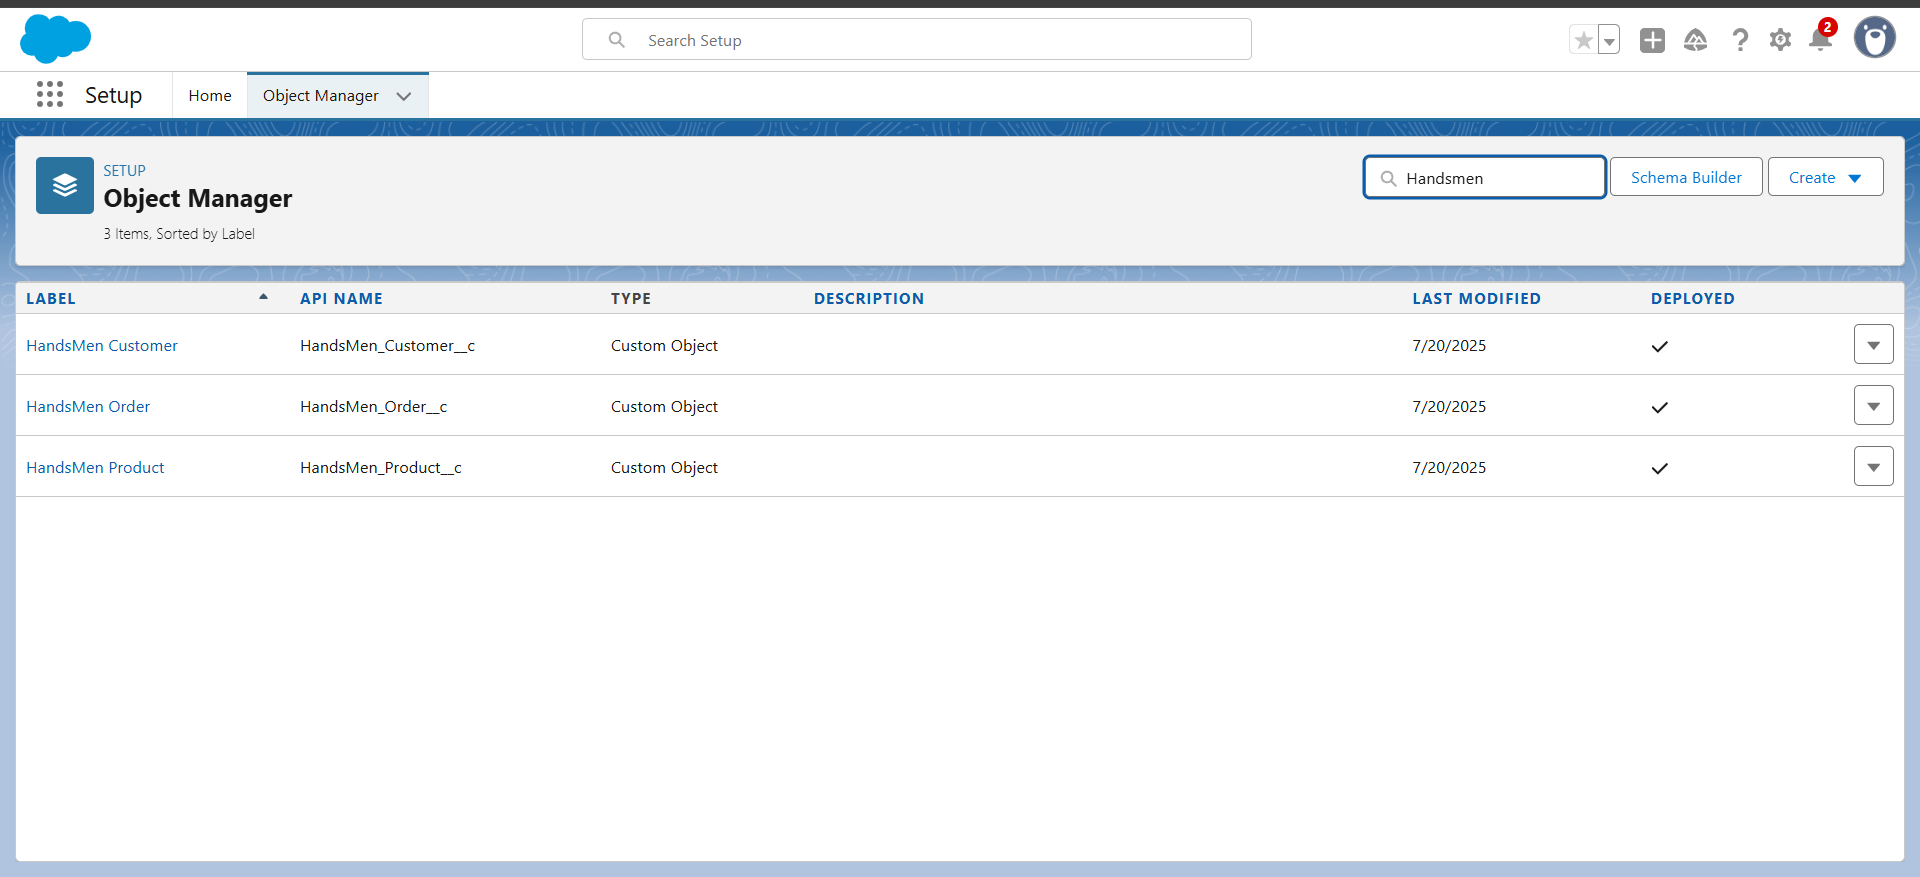 Search Setup
2
Setup
Home
Object Manager
SETUP
Object Manager
3 Items, Sorted by Label
Handsmen
Schema Builder
Create
LABEL API NAME TYPE DESCRIPTION LAST MODIFIED DEPLOYED
HandsMen Customer HandsMen_Customer__c Custom Object 7/20/2025
HandsMen Order HandsMen_Order__c Custom Object 7/20/2025
HandsMen Product HandsMen_Product__c Custom Object 7/20/2025